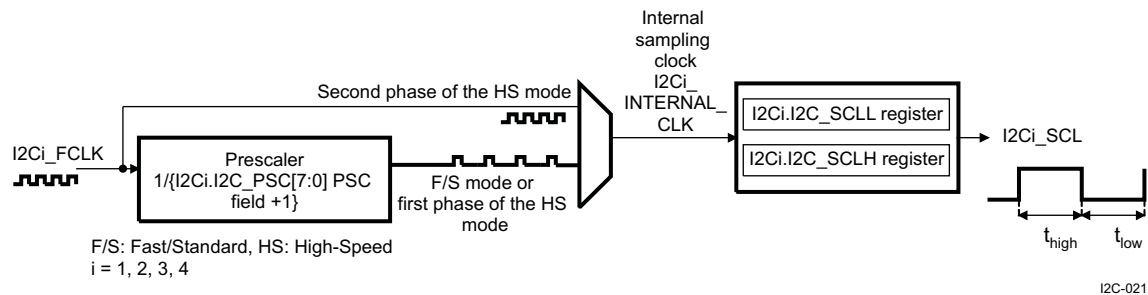 Internal
sampling
clock
I2Ci_
INTERNAL_
CLK
Second phase of the HS mode
I2Ci_FCLK
Prescaler
1/{I2Ci.I2C_PSC[7:0] PSC
field +1}
F/S mode or
first phase of the HS
mode
I2Ci.I2C_SCLL register
I2Ci.I2C_SCLH register
I2Ci_SCL
thigh
tlow
F/S: Fast/Standard, HS: High-Speed
i = 1, 2, 3, 4
I2C-021